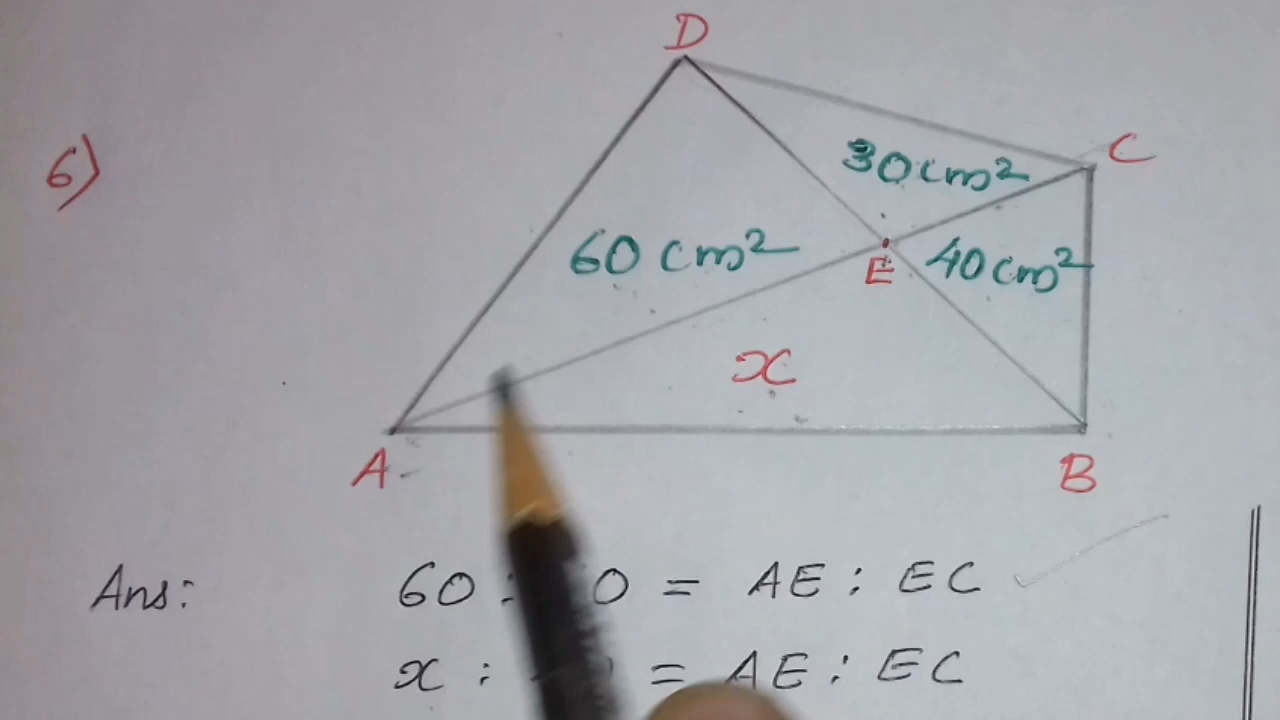 D
6)
C
30 cm²
60 cm²
E
40 cm²
x
A
B
Ans: 60 : 0 = AE : EC
x : = AE : EC